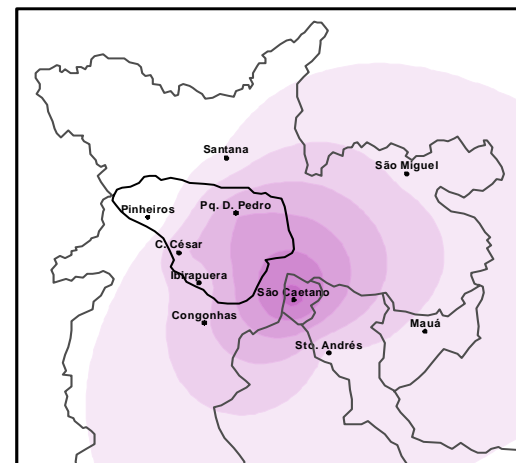 Santana
São Miguel
Pinheiros
Pq. D. Pedro
C. César
Ibirapuera
São Caetano
Congonhas
Mauá
Sto. Andrés